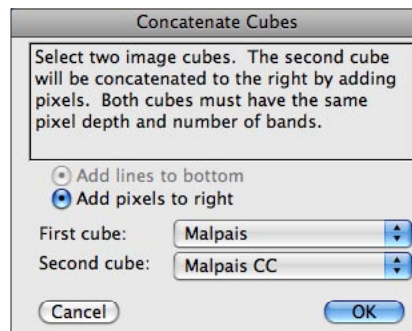 Concatenate Cubes
Select two image cubes. The second cube
will be concatenated to the right by adding
pixels. Both cubes must have the same
pixel depth and number of bands.
Add lines to bottom
Add pixels to right
First cube: Malpais
Second cube: Malpais CC
Cancel OK